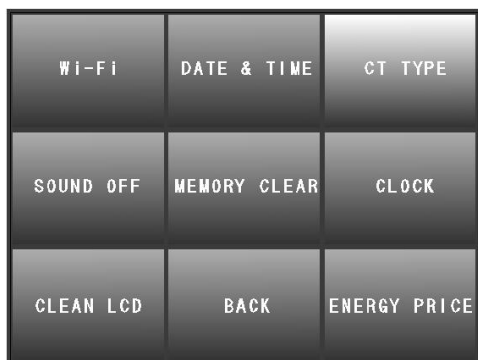 Wi-Fi
DATE & TIME
CT TYPE
SOUND OFF
MEMORY CLEAR
CLOCK
CLEAN LCD
BACK
ENERGY PRICE